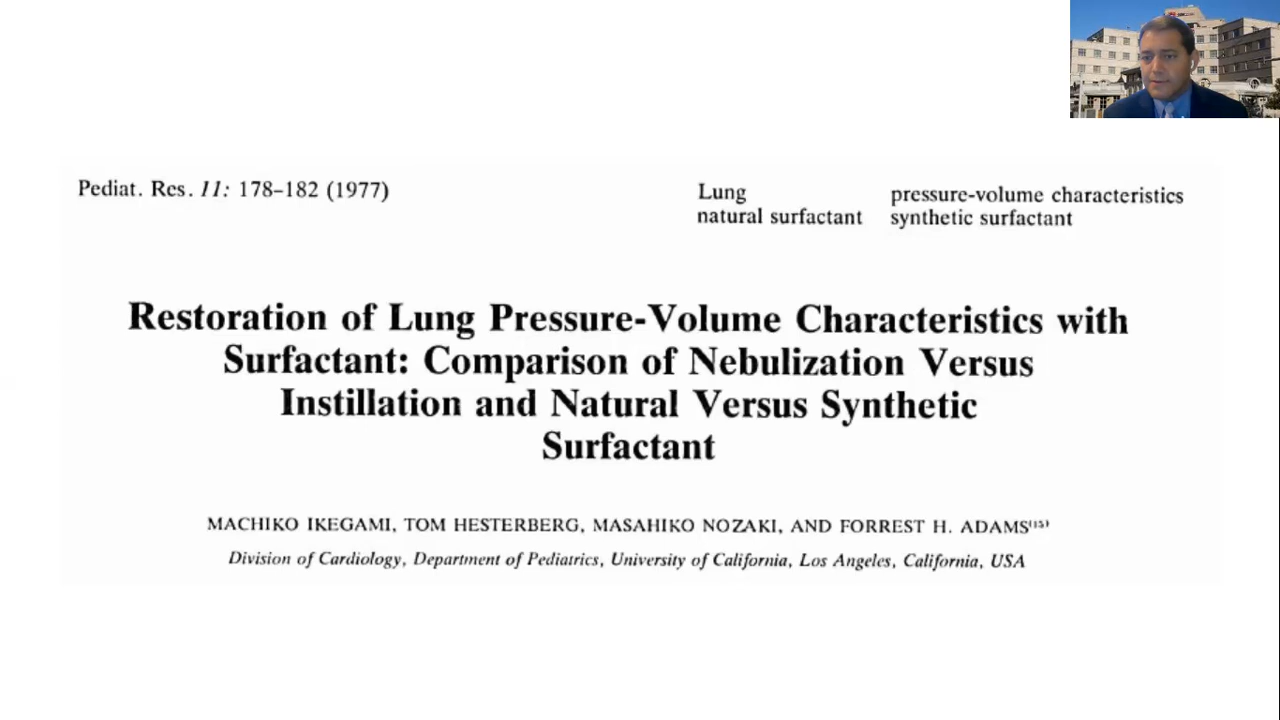 Pediat. Res. 11: 178–182 (1977)
Lung pressure-volume characteristics
natural surfactant synthetic surfactant
Restoration of Lung Pressure-Volume Characteristics with
Surfactant: Comparison of Nebulization Versus
Instillation and Natural Versus Synthetic
Surfactant
MACHIKO IKEGAMI, TOM HESTERBERG, MASAHIKO NOZAKI, AND FORREST H. ADAMS
Division of Cardiology, Department of Pediatrics, University of California, Los Angeles, California, USA